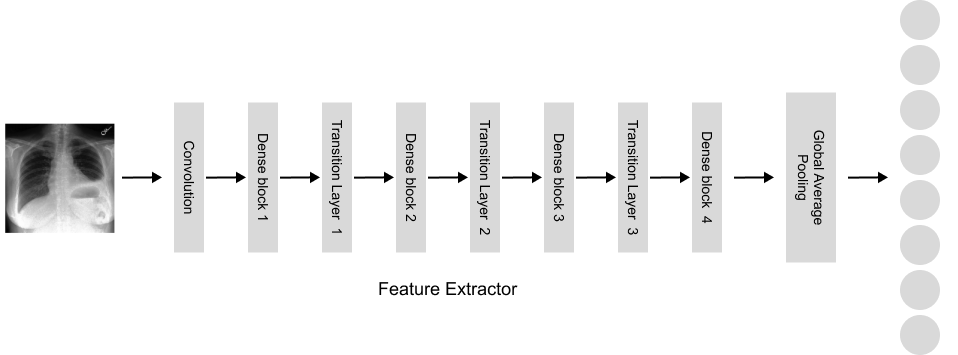 Convolution
Dense block 1
Transition Layer 1
Dense block 2
Transition Layer 2
Dense block 3
Transition Layer 3
Dense block 4
Global Average
Pooling
Feature Extractor